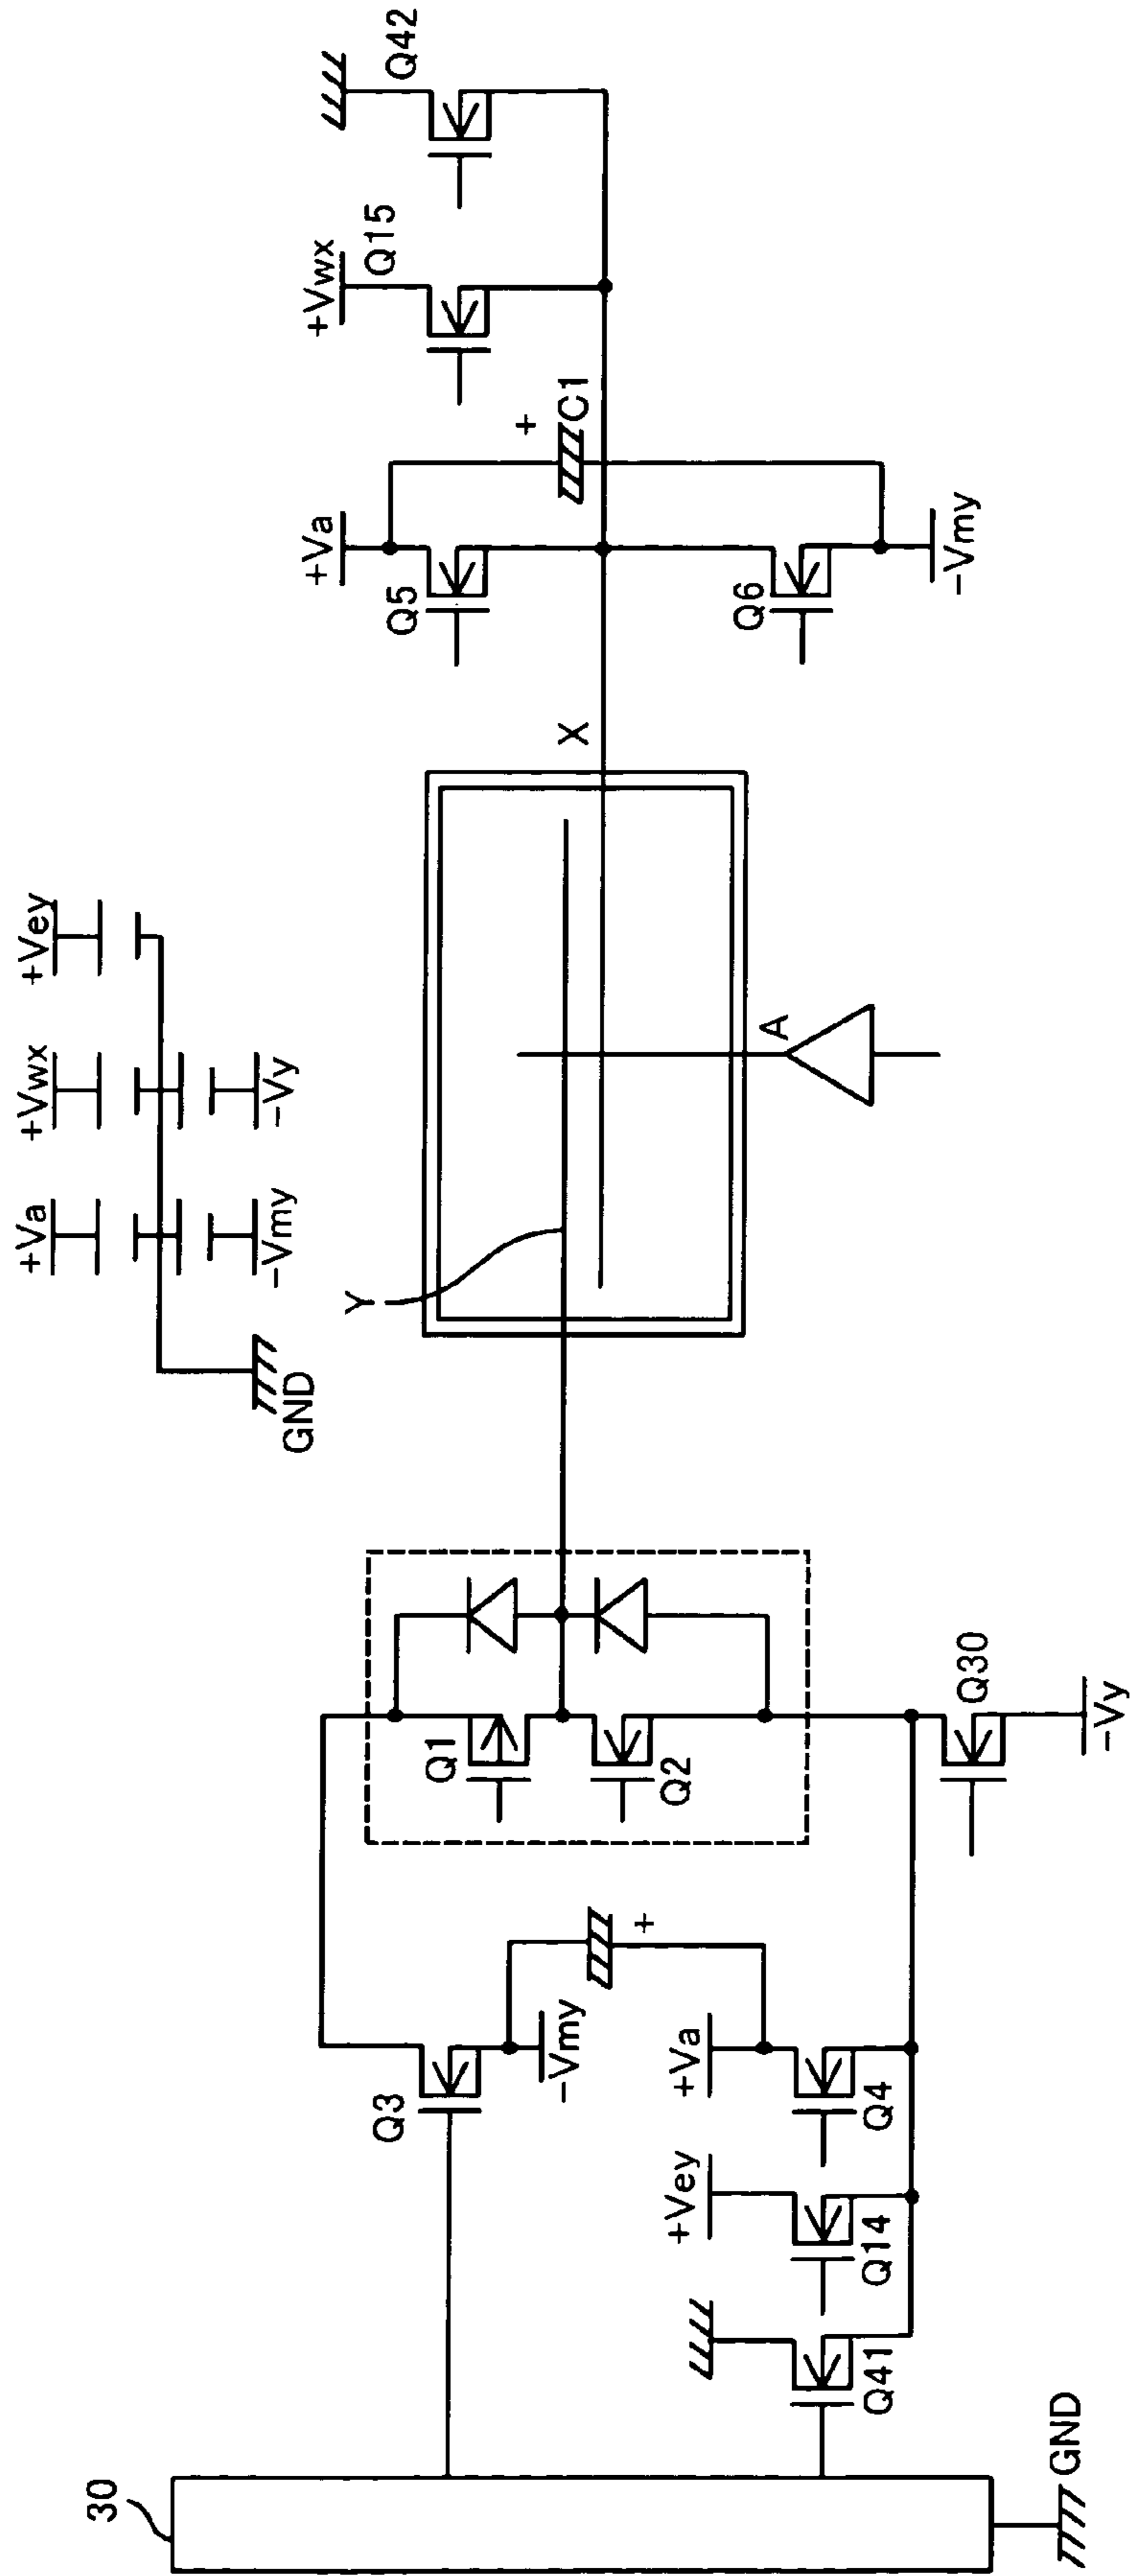 +Va
+Vwx
+Vey
-Vmy
-Vy
GND
+Vwx
Q15
Q42
+Va
+
C1
Q5
Q6
-Vmy
X
Y
A
Q1
Q2
Q30
-Vy
Q3
-Vmy
+
+Va
+Vey
Q4
Q14
Q41
30
GND